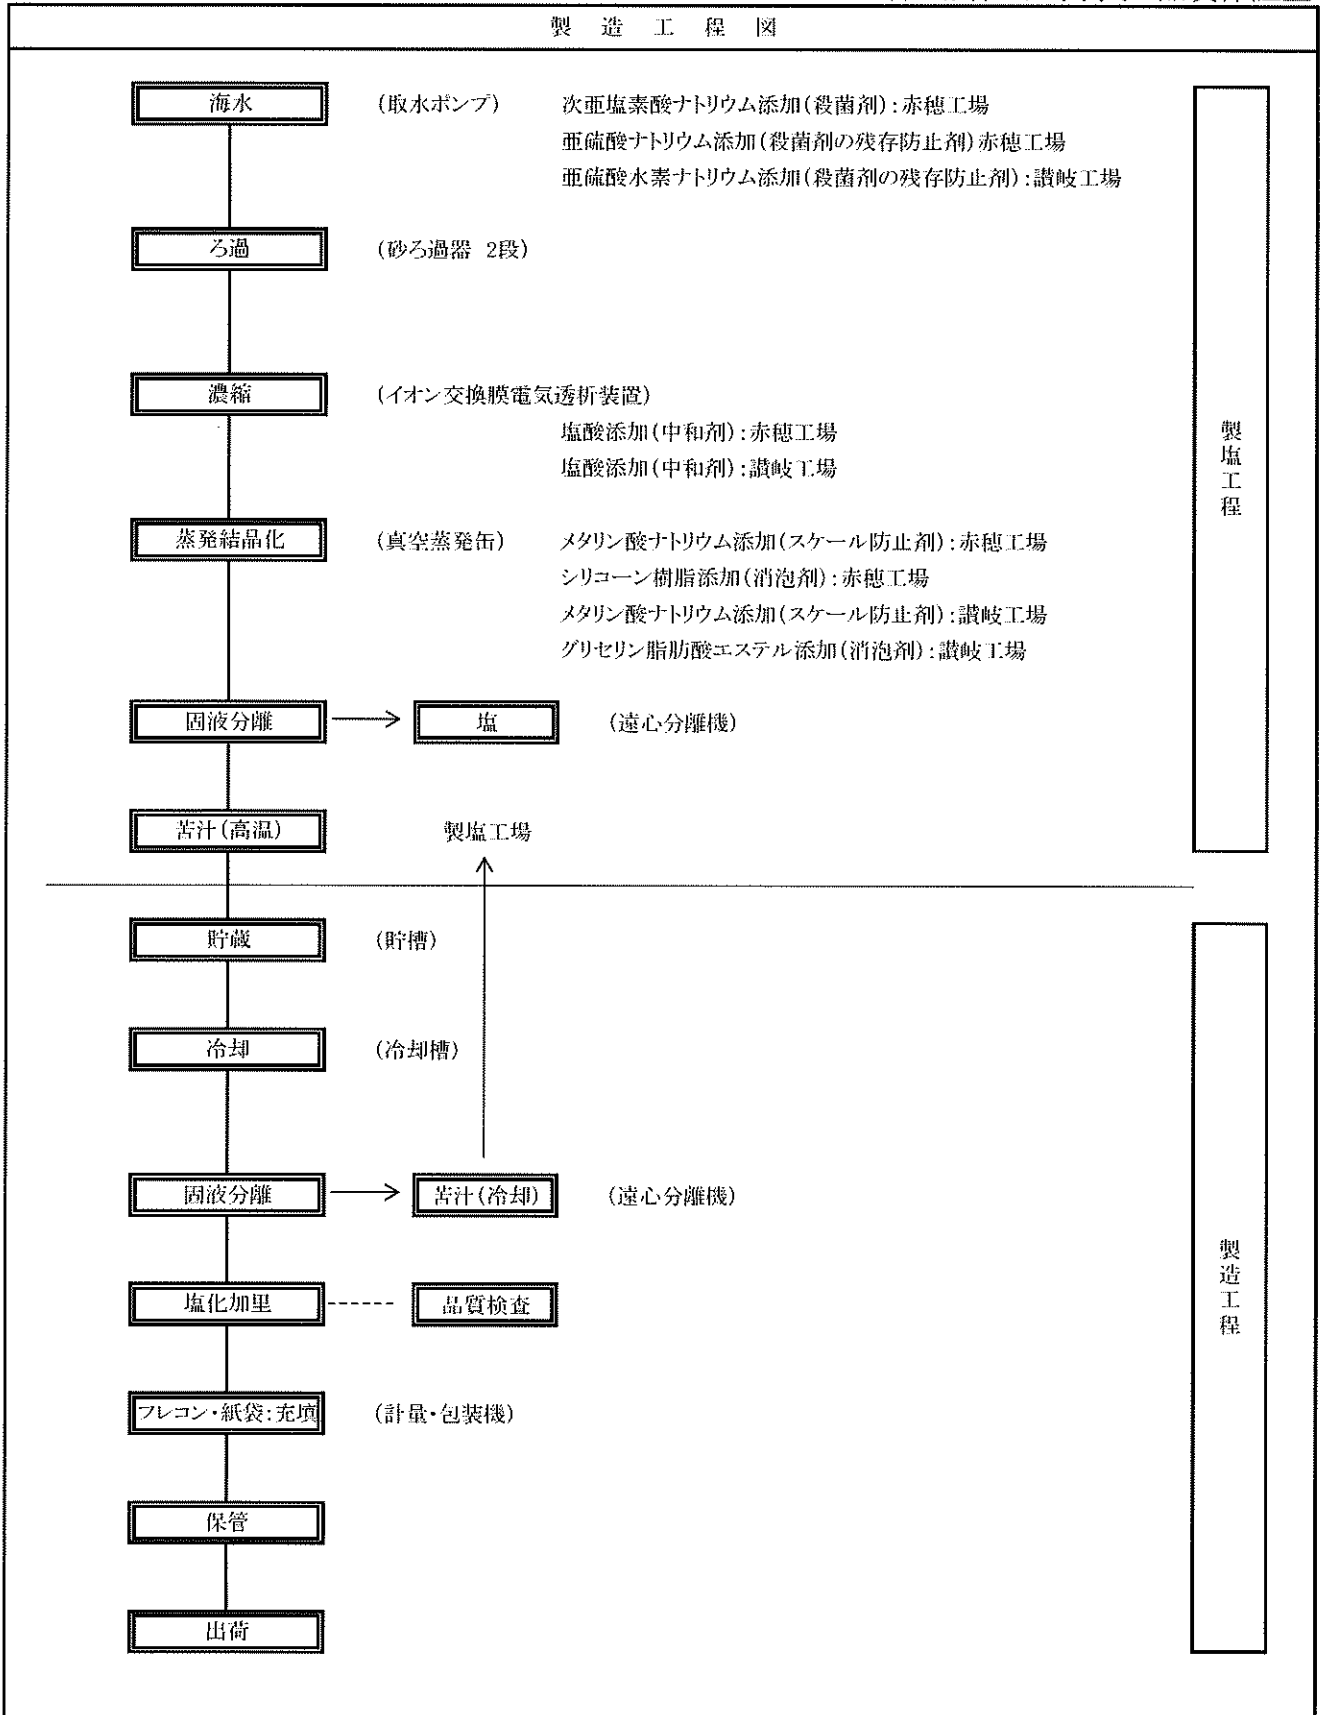 製造工程図
海水 (取水ポンプ) 次亜塩素酸ナトリウム添加(殺菌剤):赤穂工場
亜硫酸ナトリウム添加(殺菌剤の残存防止剤)赤穂工場
亜硫酸水素ナトリウム添加(殺菌剤の残存防止剤):讃岐工場
ろ過 (砂ろ過器 2段)
濃縮 (イオン交換膜電気透析装置)
塩酸添加(中和剤):赤穂工場
塩酸添加(中和剤):讃岐工場
蒸発結晶化 (真空蒸発缶) メタリン酸ナトリウム添加(スケール防止剤):赤穂工場
シリコーン樹脂添加(消泡剤):赤穂工場
メタリン酸ナトリウム添加(スケール防止剤):讃岐工場
グリセリン脂肪酸エステル添加(消泡剤):讃岐工場
固液分離 塩 (遠心分離機)
苦汁(高温) 製塩工場
製塩工程
貯蔵 (貯槽)
冷却 (冷却槽)
固液分離 苦汁(冷却) (遠心分離機)
塩化加里 品質検査
フレコン・紙袋:充填 (計量・包装機)
保管
出荷
製造工程